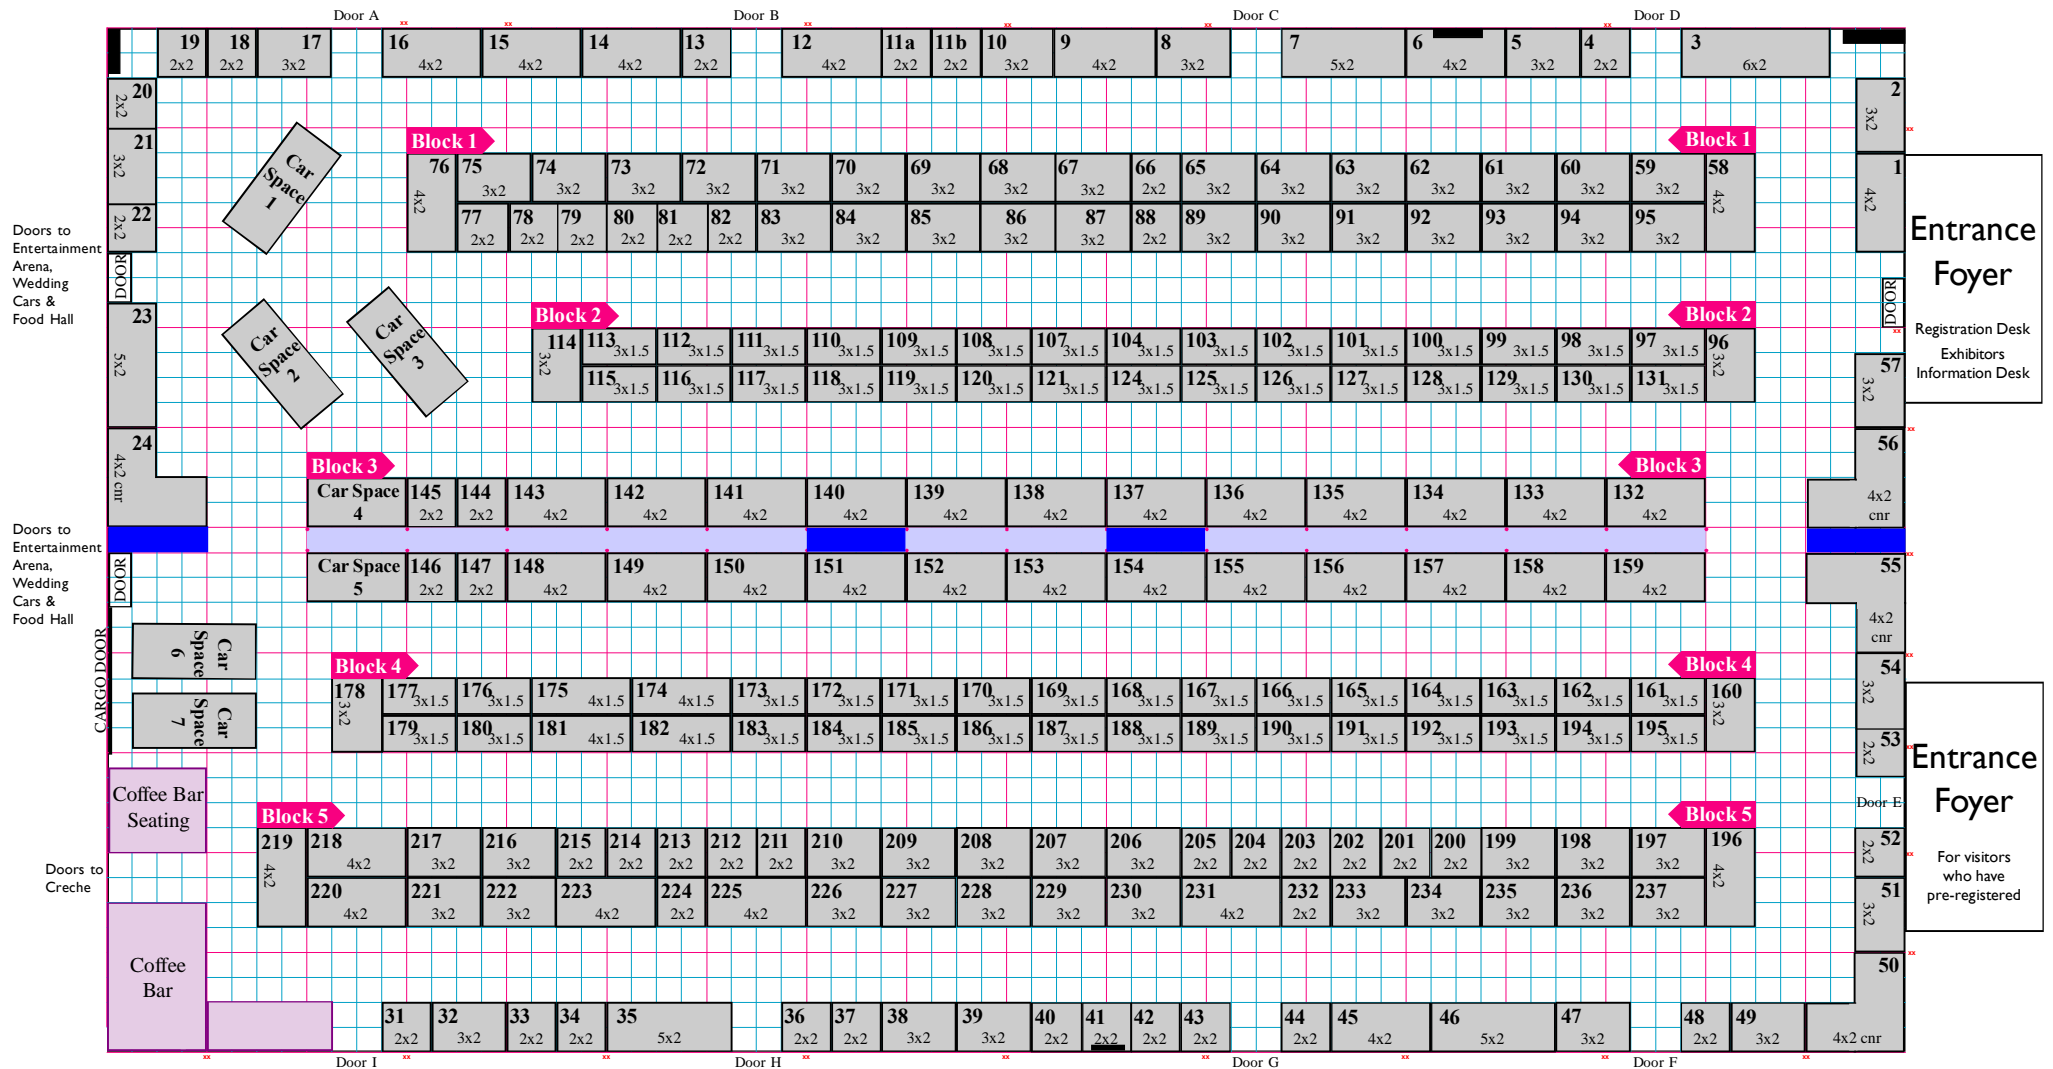 Door A
Door B
Door C
Door D
19 18 17 16 15 14 13 12 11a 11b 10 9 8 7 6 5 4 3
2x2 2x2 3x2 4x2 4x2 4x2 2x2 4x2 2x2 2x2 3x2 4x2 3x2 5x2 4x2 3x2 2x2 6x2
20
2x2
21
3x2
22
2x2
DOOR
23
5x2
24
4x2 cnr
DOOR
CARGO DOOR
Doors to
Entertainment
Arena,
Wedding
Cars &
Food Hall
Doors to
Entertainment
Arena,
Wedding
Cars &
Food Hall
Doors to
Creche
Car
Space
1
Car
Space
2
Car
Space
3
Block 1
Block 1
76 75 74 73 72 71 70 69 68 67 66 65 64 63 62 61 60 59 58
4x2 3x2 3x2 3x2 3x2 3x2 3x2 3x2 3x2 3x2 2x2 3x2 3x2 3x2 3x2 3x2 3x2 3x2 4x2
77 78 79 80 81 82 83 84 85 86 87 88 89 90 91 92 93 94 95
2x2 2x2 2x2 2x2 2x2 2x2 3x2 3x2 3x2 3x2 3x2 2x2 3x2 3x2 3x2 3x2 3x2 3x2 3x2
Block 2
Block 2
114 113 112 111 110 109 108 107 104 103 102 101 100 99 98 97 96
3x2 3x1.5 3x1.5 3x1.5 3x1.5 3x1.5 3x1.5 3x1.5 3x1.5 3x1.5 3x1.5 3x1.5 3x1.5 3x1.5 3x1.5 3x1.5 3x2
115 116 117 118 119 120 121 124 125 126 127 128 129 130 131
3x1.5 3x1.5 3x1.5 3x1.5 3x1.5 3x1.5 3x1.5 3x1.5 3x1.5 3x1.5 3x1.5 3x1.5 3x1.5 3x1.5 3x1.5
Block 3
Block 3
Car Space 145 144 143 142 141 140 139 138 137 136 135 134 133 132
4 2x2 2x2 4x2 4x2 4x2 4x2 4x2 4x2 4x2 4x2 4x2 4x2 4x2 4x2
Car Space 146 147 148 149 150 151 152 153 154 155 156 157 158 159
5 2x2 2x2 4x2 4x2 4x2 4x2 4x2 4x2 4x2 4x2 4x2 4x2 4x2 4x2
Car
Space
6
Car
Space
7
Block 4
Block 4
178 177 176 175 174 173 172 171 170 169 168 167 166 165 164 163 162 161 160
3x2 3x1.5 3x1.5 4x1.5 4x1.5 3x1.5 3x1.5 3x1.5 3x1.5 3x1.5 3x1.5 3x1.5 3x1.5 3x1.5 3x1.5 3x1.5 3x1.5 3x1.5 3x2
179 180 181 182 183 184 185 186 187 188 189 190 191 192 193 194 195
3x1.5 3x1.5 4x1.5 4x1.5 3x1.5 3x1.5 3x1.5 3x1.5 3x1.5 3x1.5 3x1.5 3x1.5 3x1.5 3x1.5 3x1.5 3x1.5 3x1.5
Coffee Bar
Seating
Coffee
Bar
Block 5
Block 5
219 218 217 216 215 214 213 212 211 210 209 208 207 206 205 204 203 202 201 200 199 198 197 196
4x2 4x2 3x2 3x2 2x2 2x2 2x2 2x2 2x2 3x2 3x2 3x2 3x2 3x2 2x2 2x2 2x2 2x2 2x2 2x2 3x2 3x2 3x2 4x2
220 221 222 223 224 225 226 227 228 229 230 231 232 233 234 235 236 237
4x2 3x2 3x2 4x2 2x2 4x2 3x2 3x2 3x2 3x2 3x2 4x2 2x2 3x2 3x2 3x2 3x2 3x2
2
3x2
1
4x2
DOOR
57
3x2
56
4x2
cnr
55
4x2
cnr
54
3x2
53
2x2
Door E
52
2x2
51
3x2
50
4x2 cnr
Entrance
Foyer
Registration Desk
Exhibitors
Information Desk
Entrance
Foyer
For visitors
who have
pre-registered
31 32 33 34 35 36 37 38 39 40 41 42 43 44 45 46 47 48 49
2x2 3x2 2x2 2x2 5x2 2x2 2x2 3x2 3x2 2x2 2x2 2x2 2x2 2x2 4x2 5x2 3x2 2x2 3x2
Door I
Door H
Door G
Door F